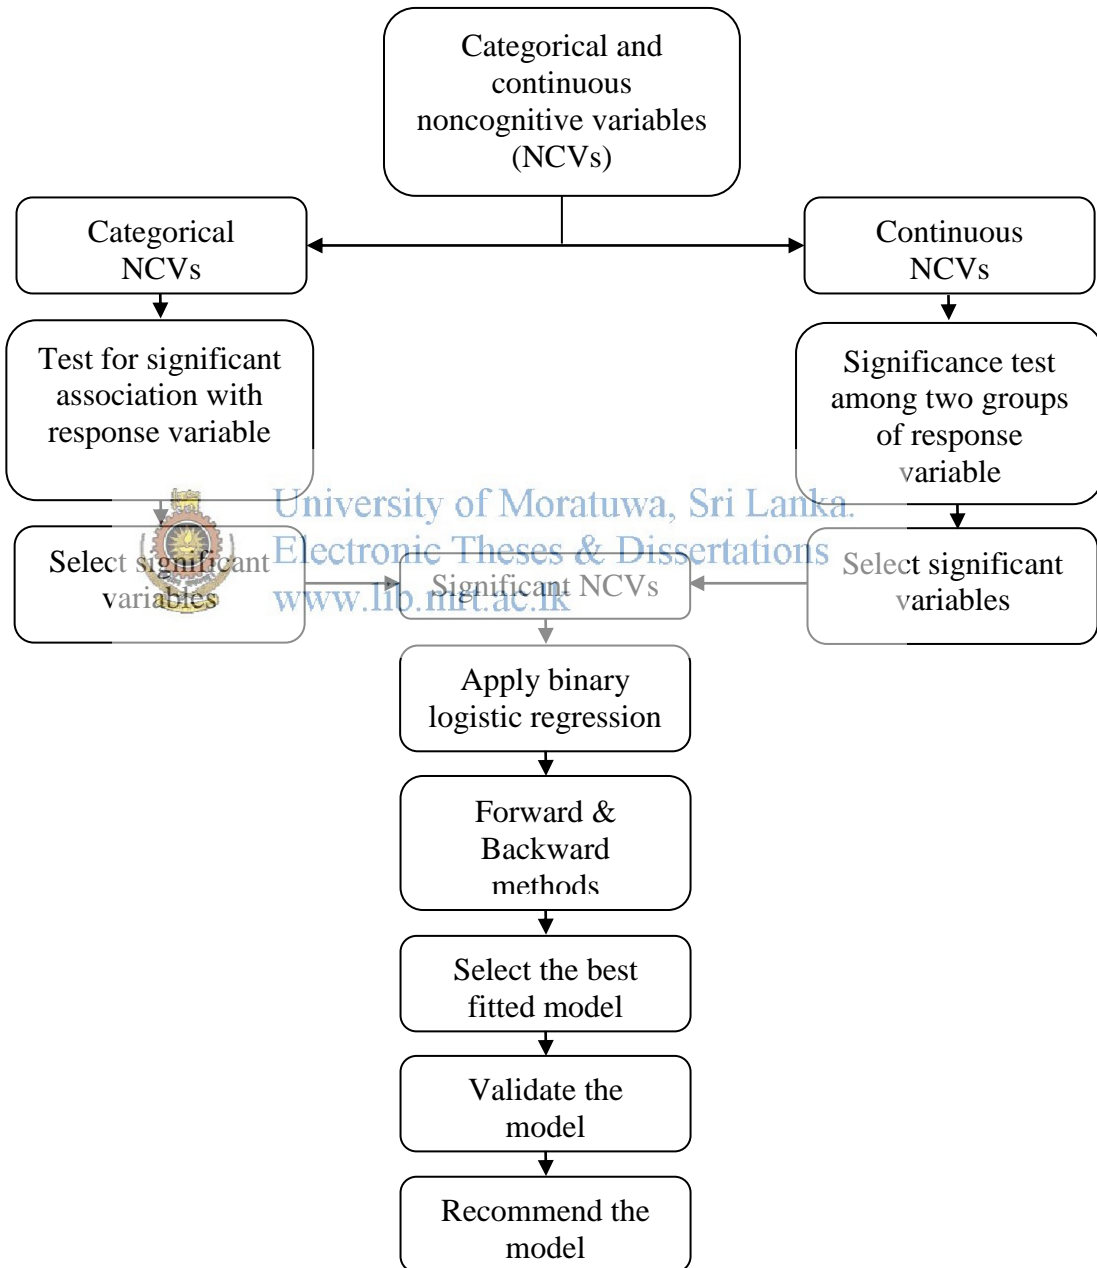 Categorical and
continuous
noncognitive variables
(NCVs)
Categorical
NCVs
Continuous
NCVs
Test for significant
association with
response variable
Significance test
among two groups
of response
variable
University of Moratuwa, Sri Lanka.
Electronic Theses & Dissertations
www.lib.mrt.ac.lk
Select significant
variables
Significant NCVs
Select significant
variables
Apply binary
logistic regression
Forward &
Backward
methods
Select the best
fitted model
Validate the
model
Recommend the
model